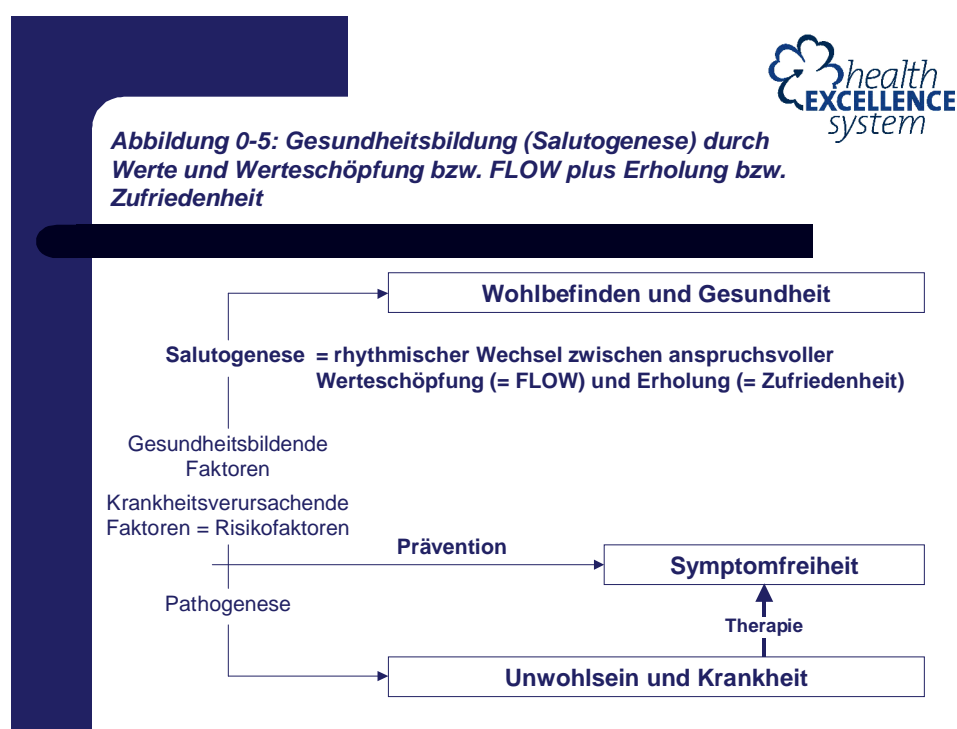 health
EXCELLENCE
system
Abbildung 0-5: Gesundheitsbildung (Salutogenese) durch
Werte und Werteschöpfung bzw. FLOW plus Erholung bzw.
Zufriedenheit
Wohlbefinden und Gesundheit
Salutogenese = rhythmischer Wechsel zwischen anspruchsvoller
Werteschöpfung (= FLOW) und Erholung (= Zufriedenheit)
Gesundheitsbildende
Faktoren
Krankheitsverursachende
Faktoren = Risikofaktoren
Prävention
Symptomfreiheit
Pathogenese
Therapie
Unwohlsein und Krankheit